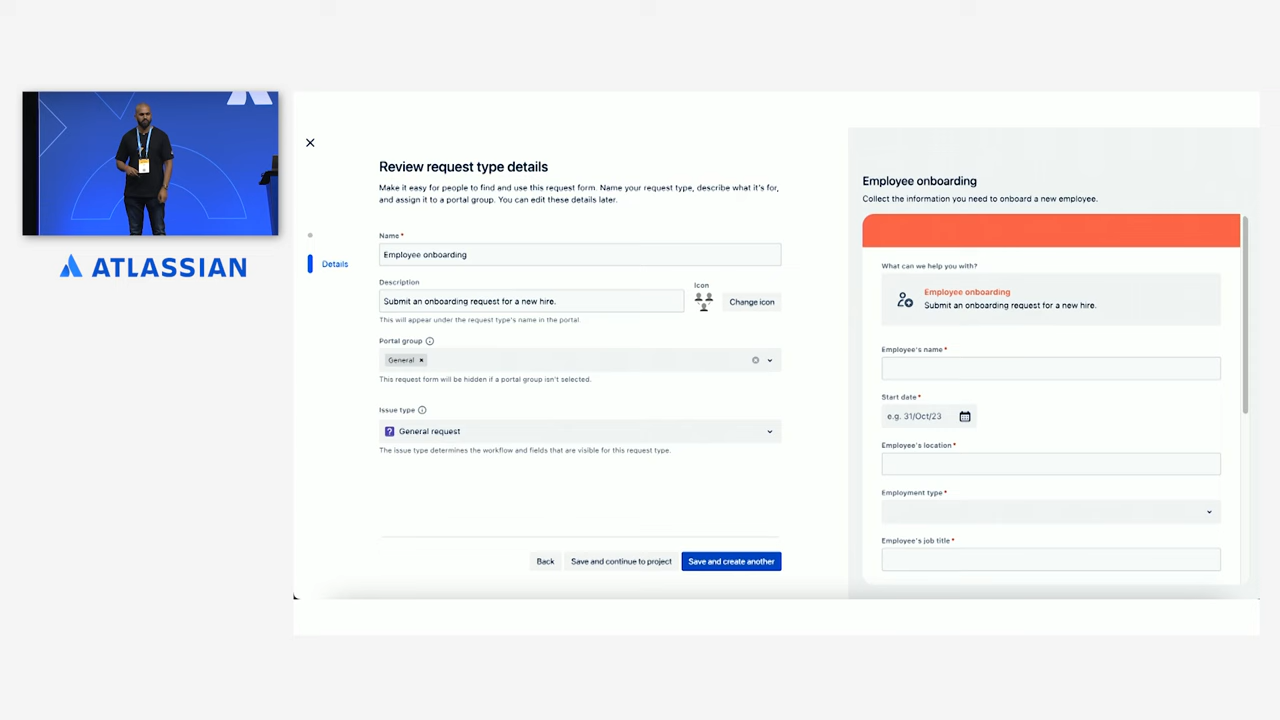 ATLASSIAN
Review request type details
Make it easy for people to find and use this request form. Name your request type, describe what it's for,
and assign it to a portal group. You can edit these details later.
Details
Name *
Employee onboarding
Description
Submit an onboarding request for a new hire.
Icon
Change icon
This will appear under the request type's name in the portal
Portal group
General
This request form will be hidden if a portal group isn't selected.
Issue type
General request
The issue type determines the workflow and fields that are visible for this request type.
Back
Save and continue to project
Save and create another
Employee onboarding
Collect the information you need to onboard a new employee.
What can we help you with?
Employee onboarding
Submit an onboarding request for a new hire.
Employee's name *
Start date *
e.g. 31/Oct/23
Employee's location *
Employment type *
Employee's job title *